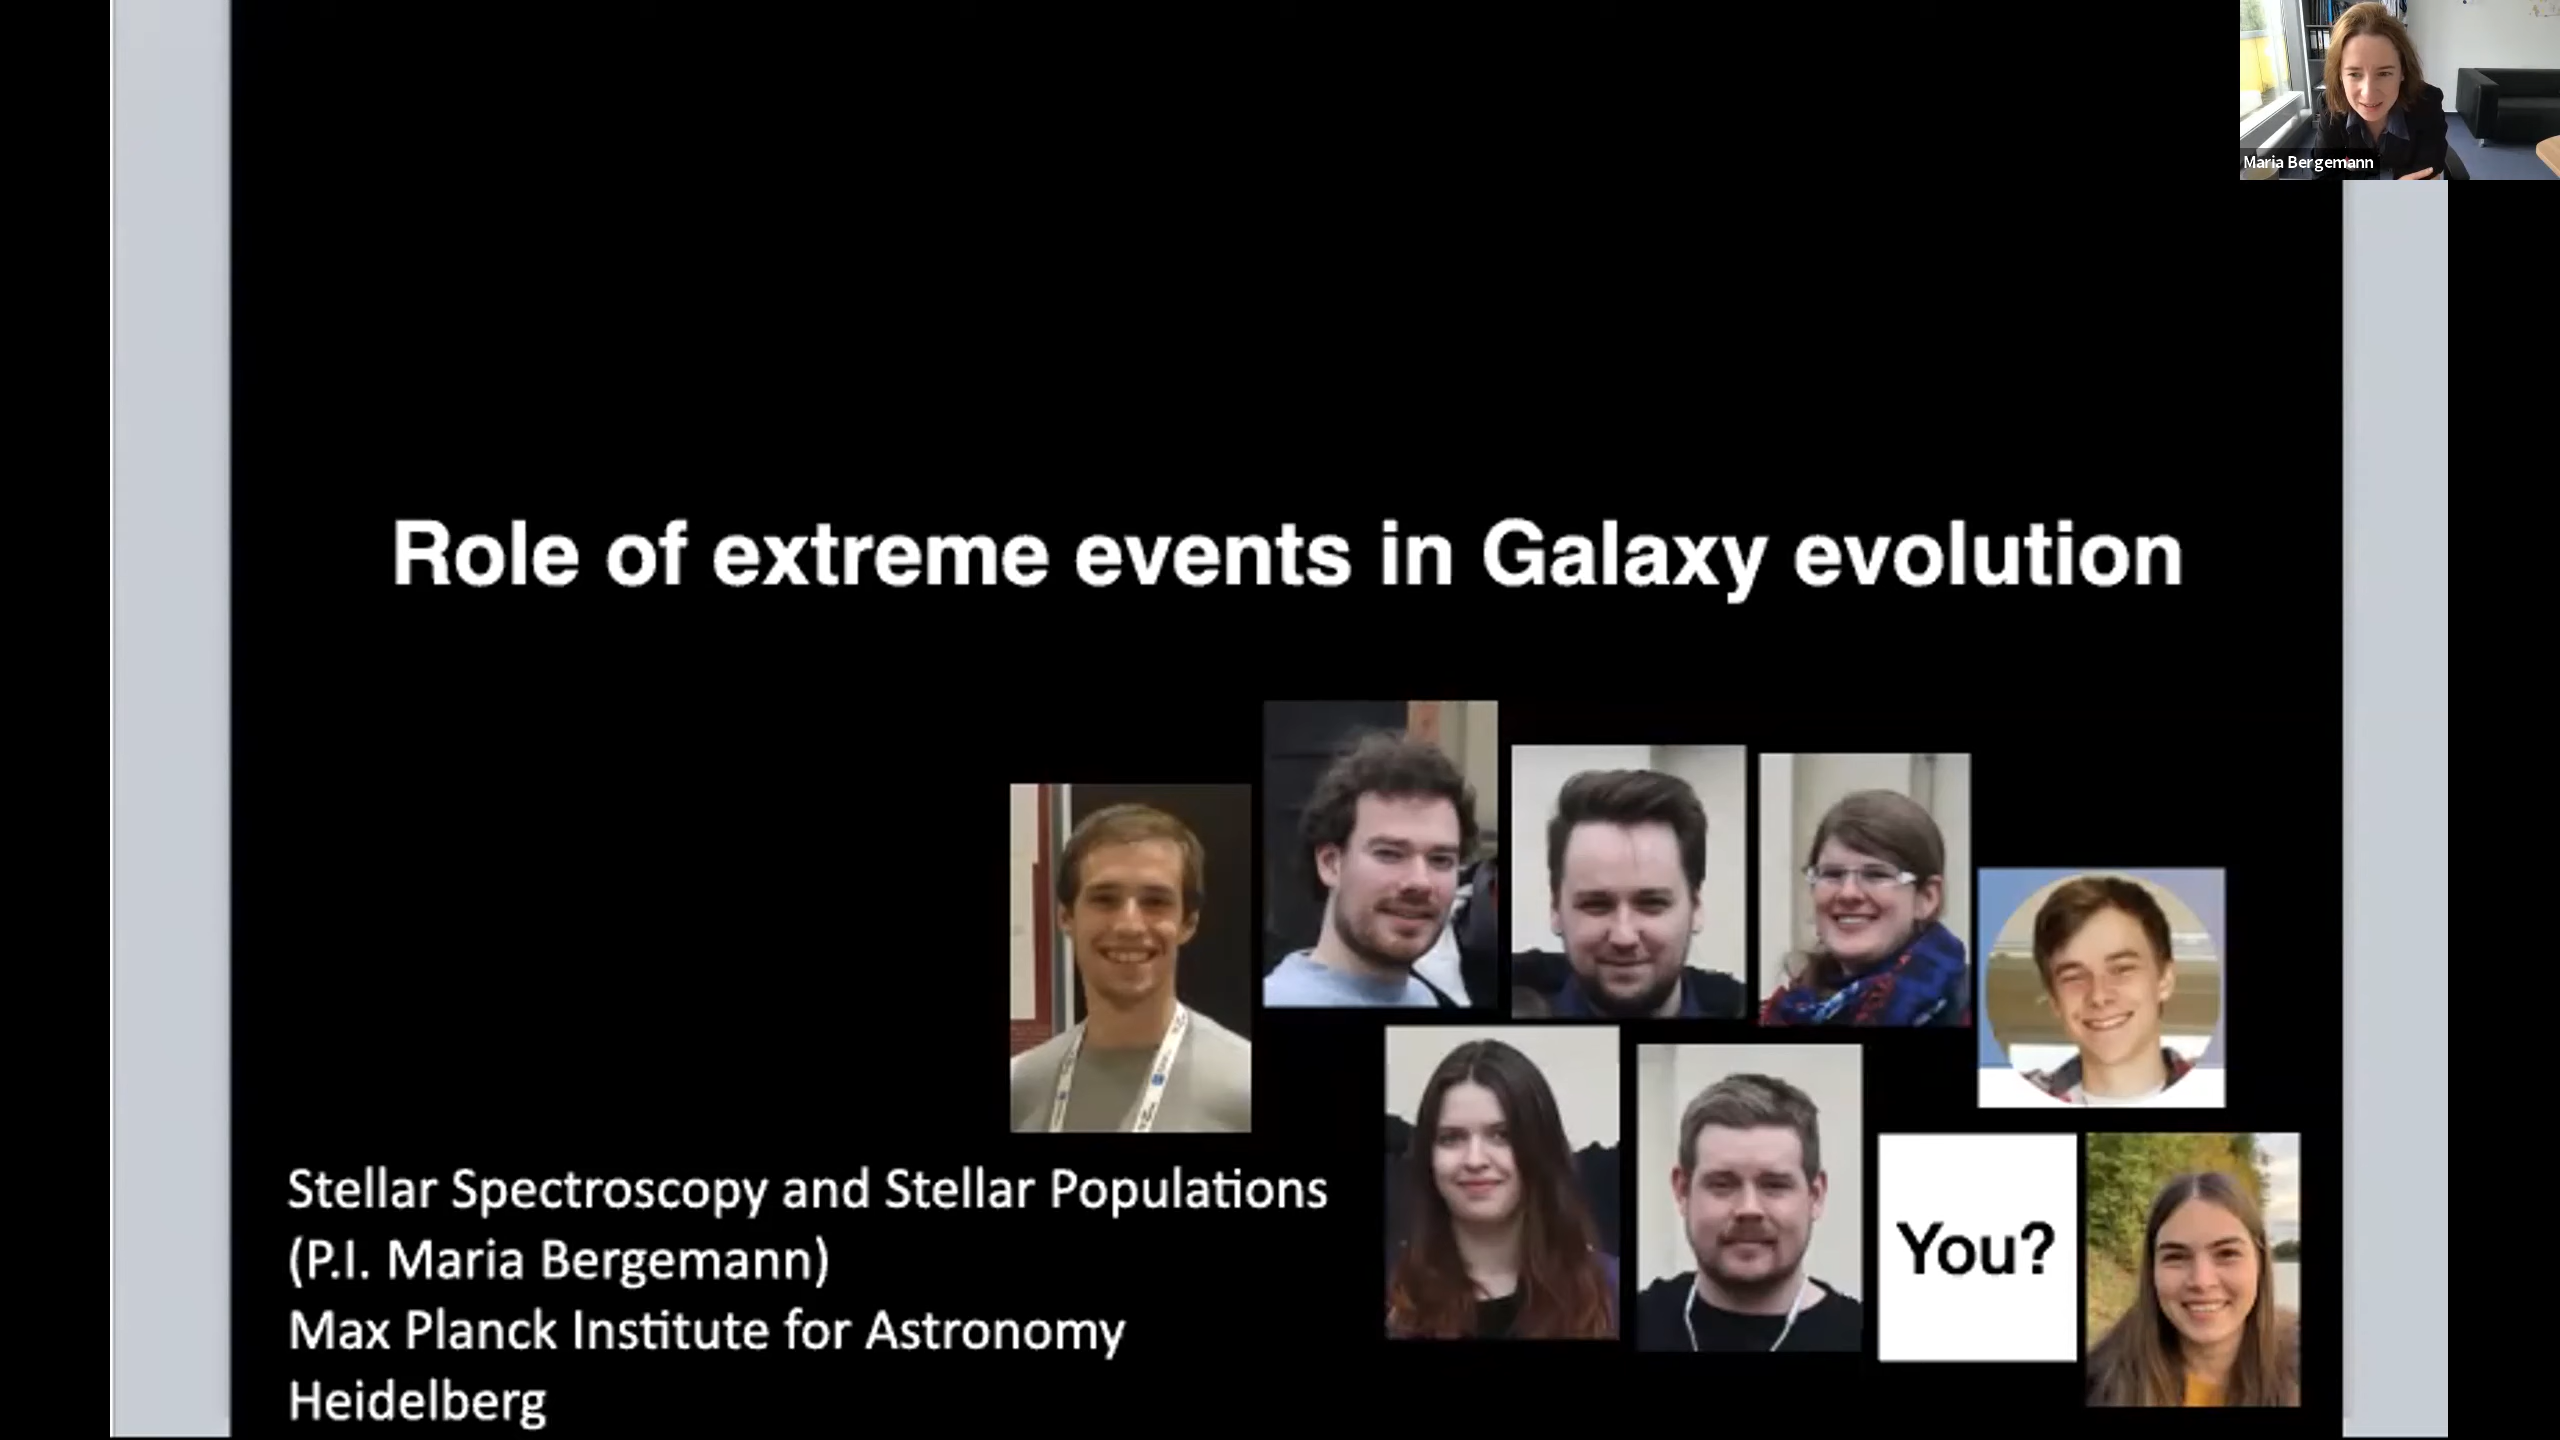 Maria Bergemann
Role of extreme events in Galaxy evolution
Stellar Spectroscopy and Stellar Populations
(P.I. Maria Bergemann)
Max Planck Institute for Astronomy
Heidelberg
You?